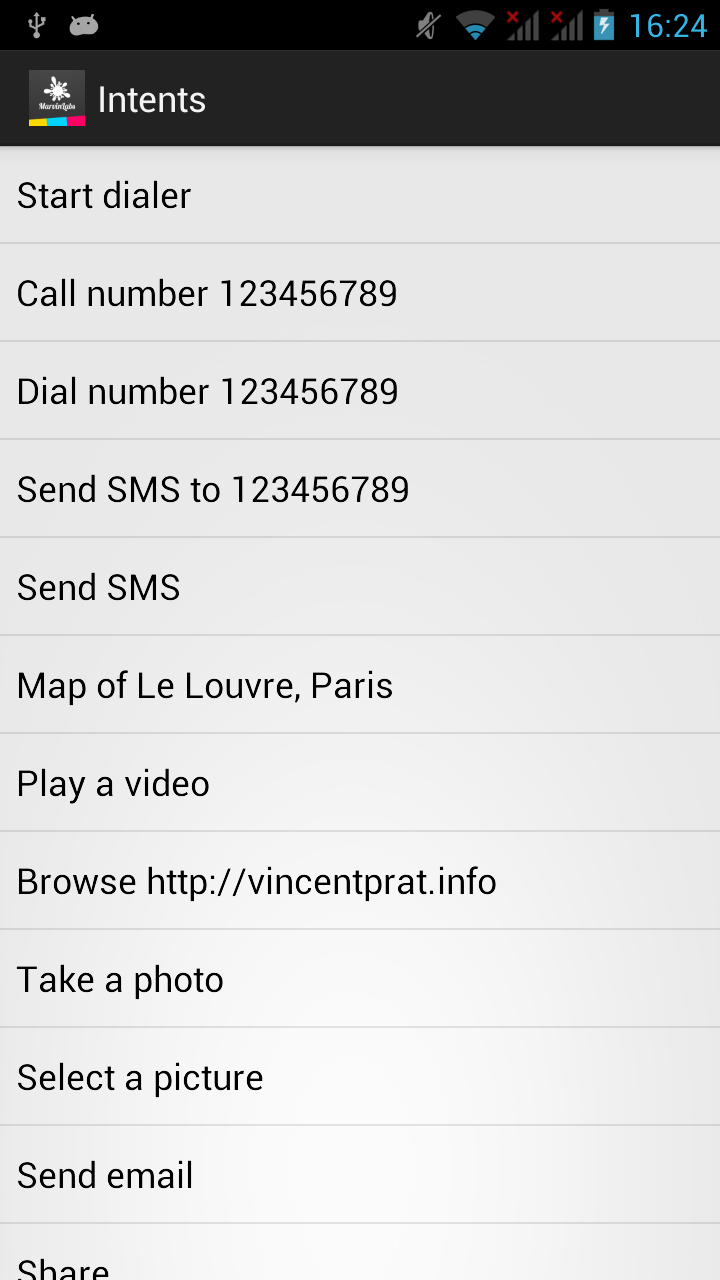 16:24
MarvinLabs
Intents
Start dialer
Call number 123456789
Dial number 123456789
Send SMS to 123456789
Send SMS
Map of Le Louvre, Paris
Play a video
Browse http://vincentprat.info
Take a photo
Select a picture
Send email
Share